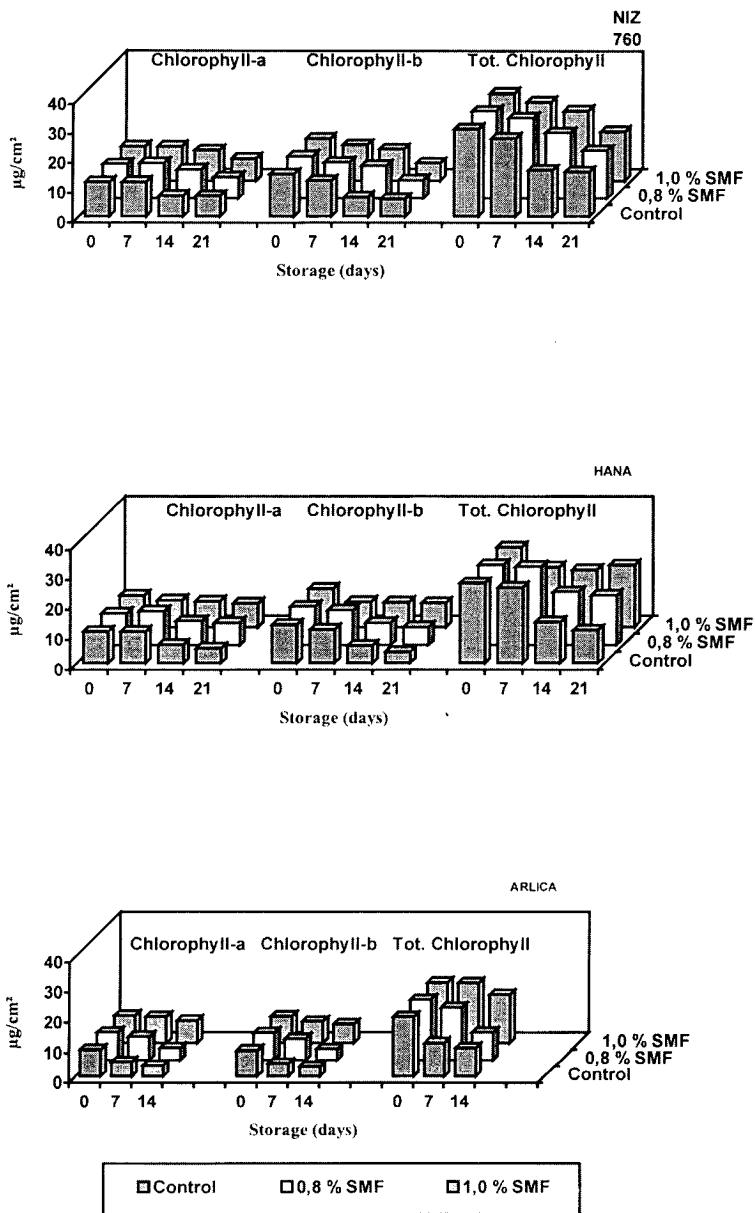 NIZ
760
Chlorophyll-a Chlorophyll-b Tot. Chlorophyll
40
30
20
10
0
µg/cm²
1,0 % SMF
0,8 % SMF
Control
0 7 14 21 0 7 14 21 0 7 14 21
Storage (days)
HANA
Chlorophyll-a Chlorophyll-b Tot. Chlorophyll
40
30
20
10
0
µg/cm²
1,0 % SMF
0,8 % SMF
Control
0 7 14 21 0 7 14 21 0 7 14 21
Storage (days)
ARLICA
Chlorophyll-a Chlorophyll-b Tot. Chlorophyll
40
30
20
10
0
µg/cm²
1,0 % SMF
0,8 % SMF
Control
0 7 14 0 7 14 0 7 14
Storage (days)
Control 0,8 % SMF 1,0 % SMF